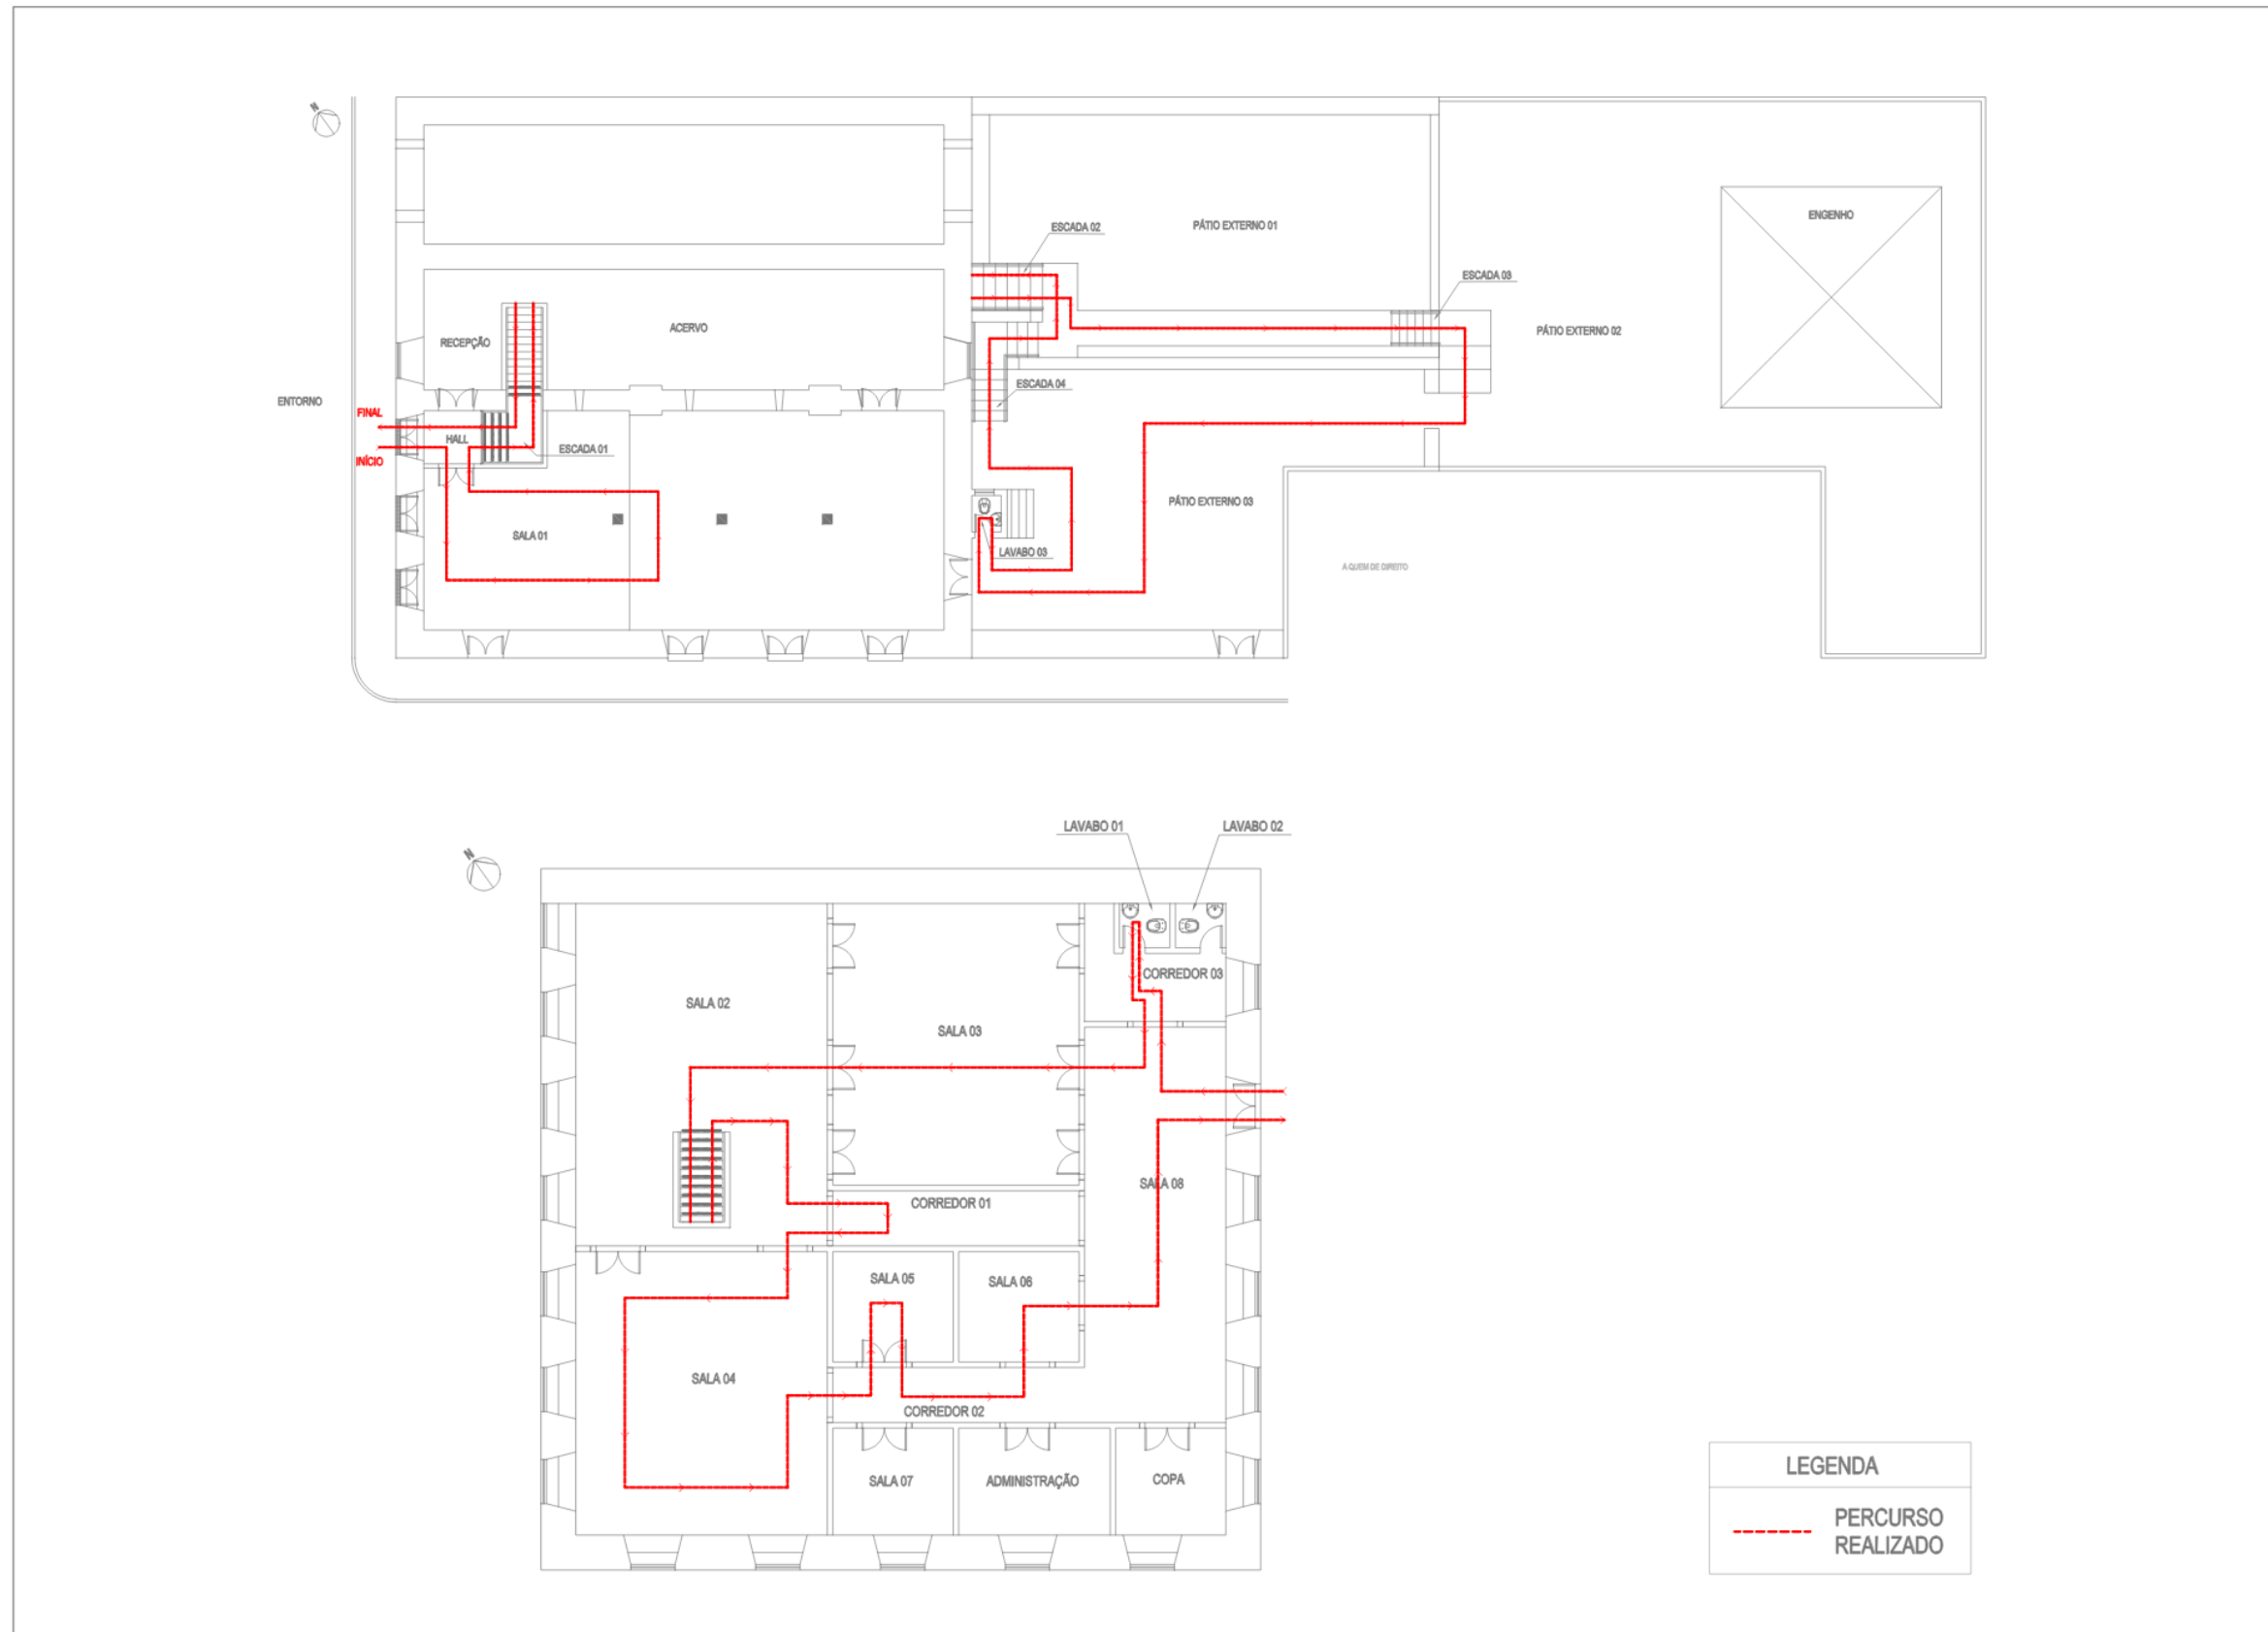 N
ESCADA 02
PÁTIO EXTERNO 01
ENGENHO
ESCADA 03
RECEPÇÃO
ACERVO
PÁTIO EXTERNO 02
ESCADA 04
ENTORNO
FINAL
HALL
ESCADA 01
INÍCIO
PÁTIO EXTERNO 03
SALA 01
LAVABO 03
A QUEM DE DIREITO
LAVABO 01
LAVABO 02
N
CORREDOR 03
SALA 02
SALA 03
SALA 08
CORREDOR 01
SALA 05
SALA 06
SALA 04
CORREDOR 02
SALA 07
ADMINISTRAÇÃO
COPA
LEGENDA
PERCURSO
REALIZADO